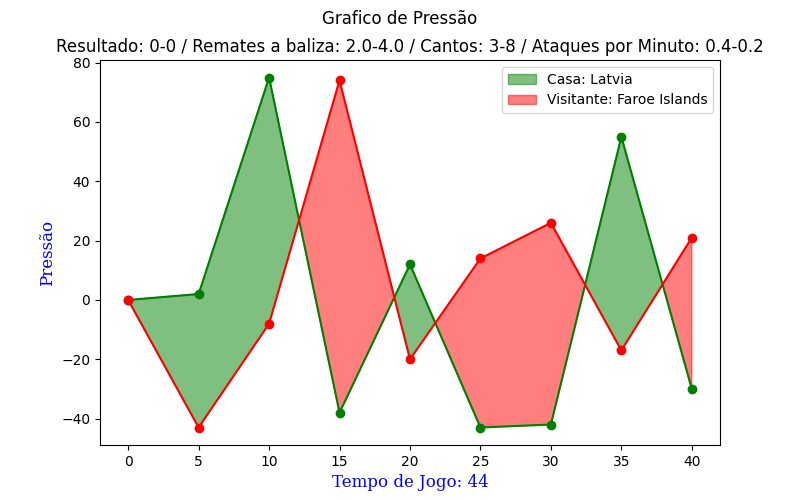 Grafico de Pressão
Resultado: 0-0 / Remates a baliza: 2.0-4.0 / Cantos: 3-8 / Ataques por Minuto: 0.4-0.2
Casa: Latvia
Visitante: Faroe Islands
Pressão
80
60
40
20
0
−20
−40
0 5 10 15 20 25 30 35 40
Tempo de Jogo: 44